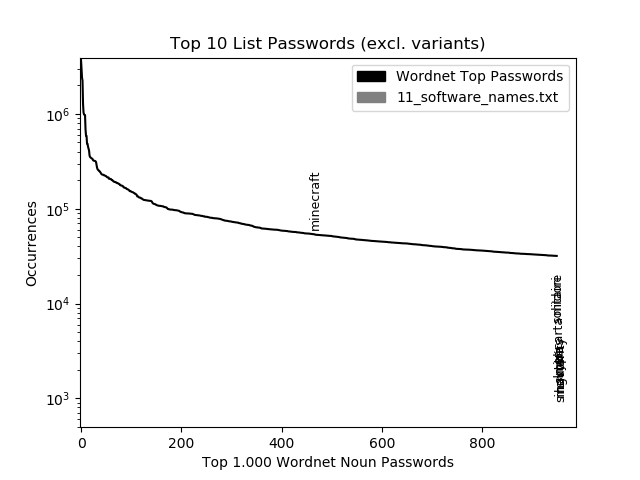 Top 10 List Passwords (excl. variants)
Wordnet Top Passwords
11_software_names.txt
minecraft
solitaire
Occurrences
10^6
10^5
10^4
10^3
0 200 400 600 800
Top 1.000 Wordnet Noun Passwords